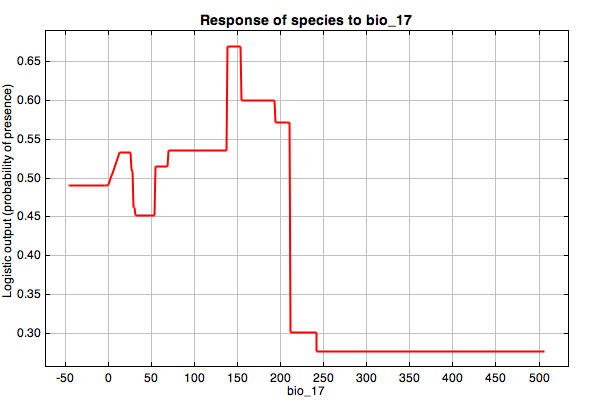 Response of species to bio_17
Logistic output (probability of presence)
0.65
0.60
0.55
0.50
0.45
0.40
0.35
0.30
-50 0 50 100 150 200 250 300 350 400 450 500
bio_17